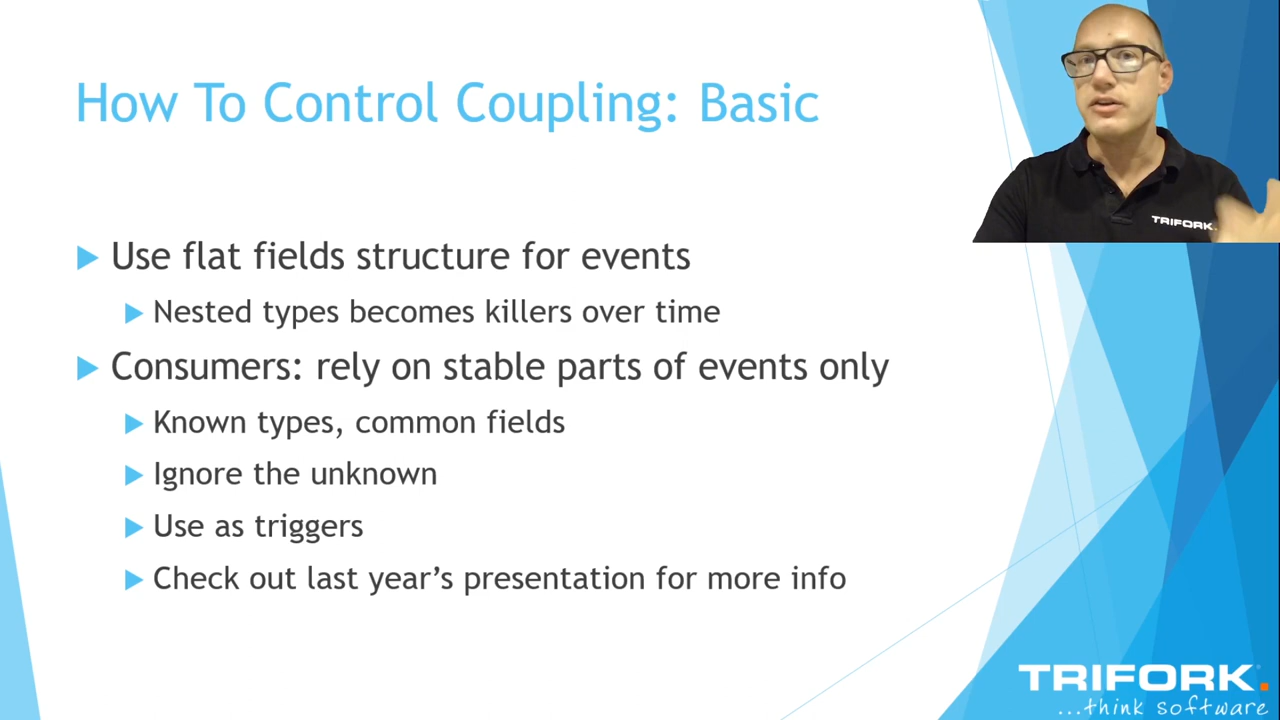 How To Control Coupling: Basic
Use flat fields structure for events
Nested types becomes killers over time
Consumers: rely on stable parts of events only
Known types, common fields
Ignore the unknown
Use as triggers
Check out last year's presentation for more info
TRIFORK.
TRIFORK.
...think software